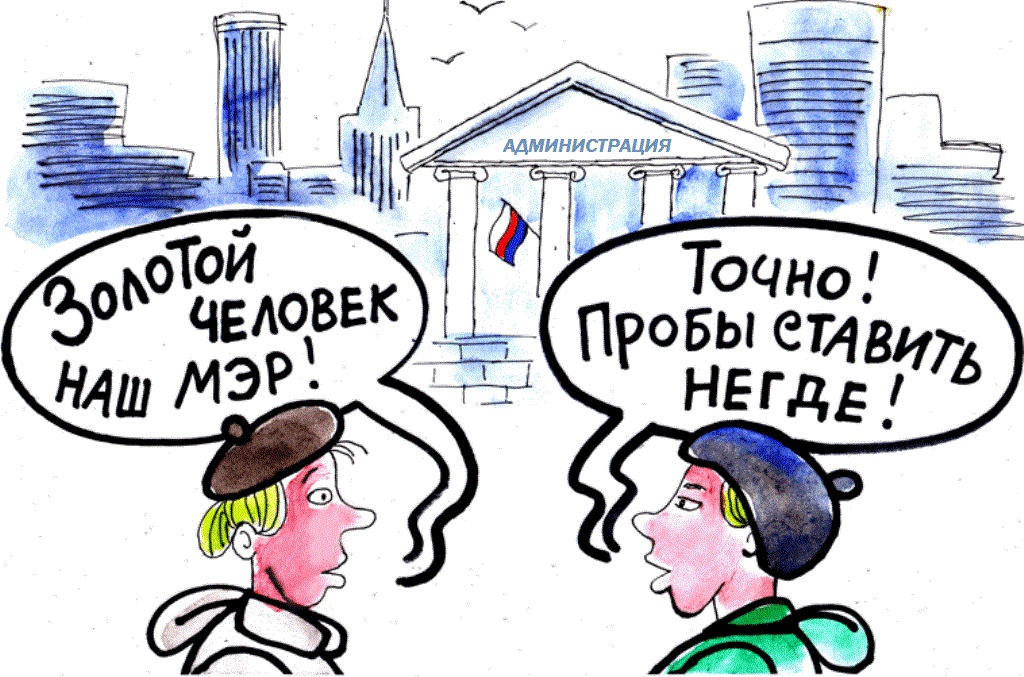 АДМИНИСТРАЦИЯ
ЗОЛОТОЙ
ЧЕЛОВЕК
НАШ МЭР!
ТОЧНО!
ПРОБЫ СТАВИТЬ
НЕГДЕ!